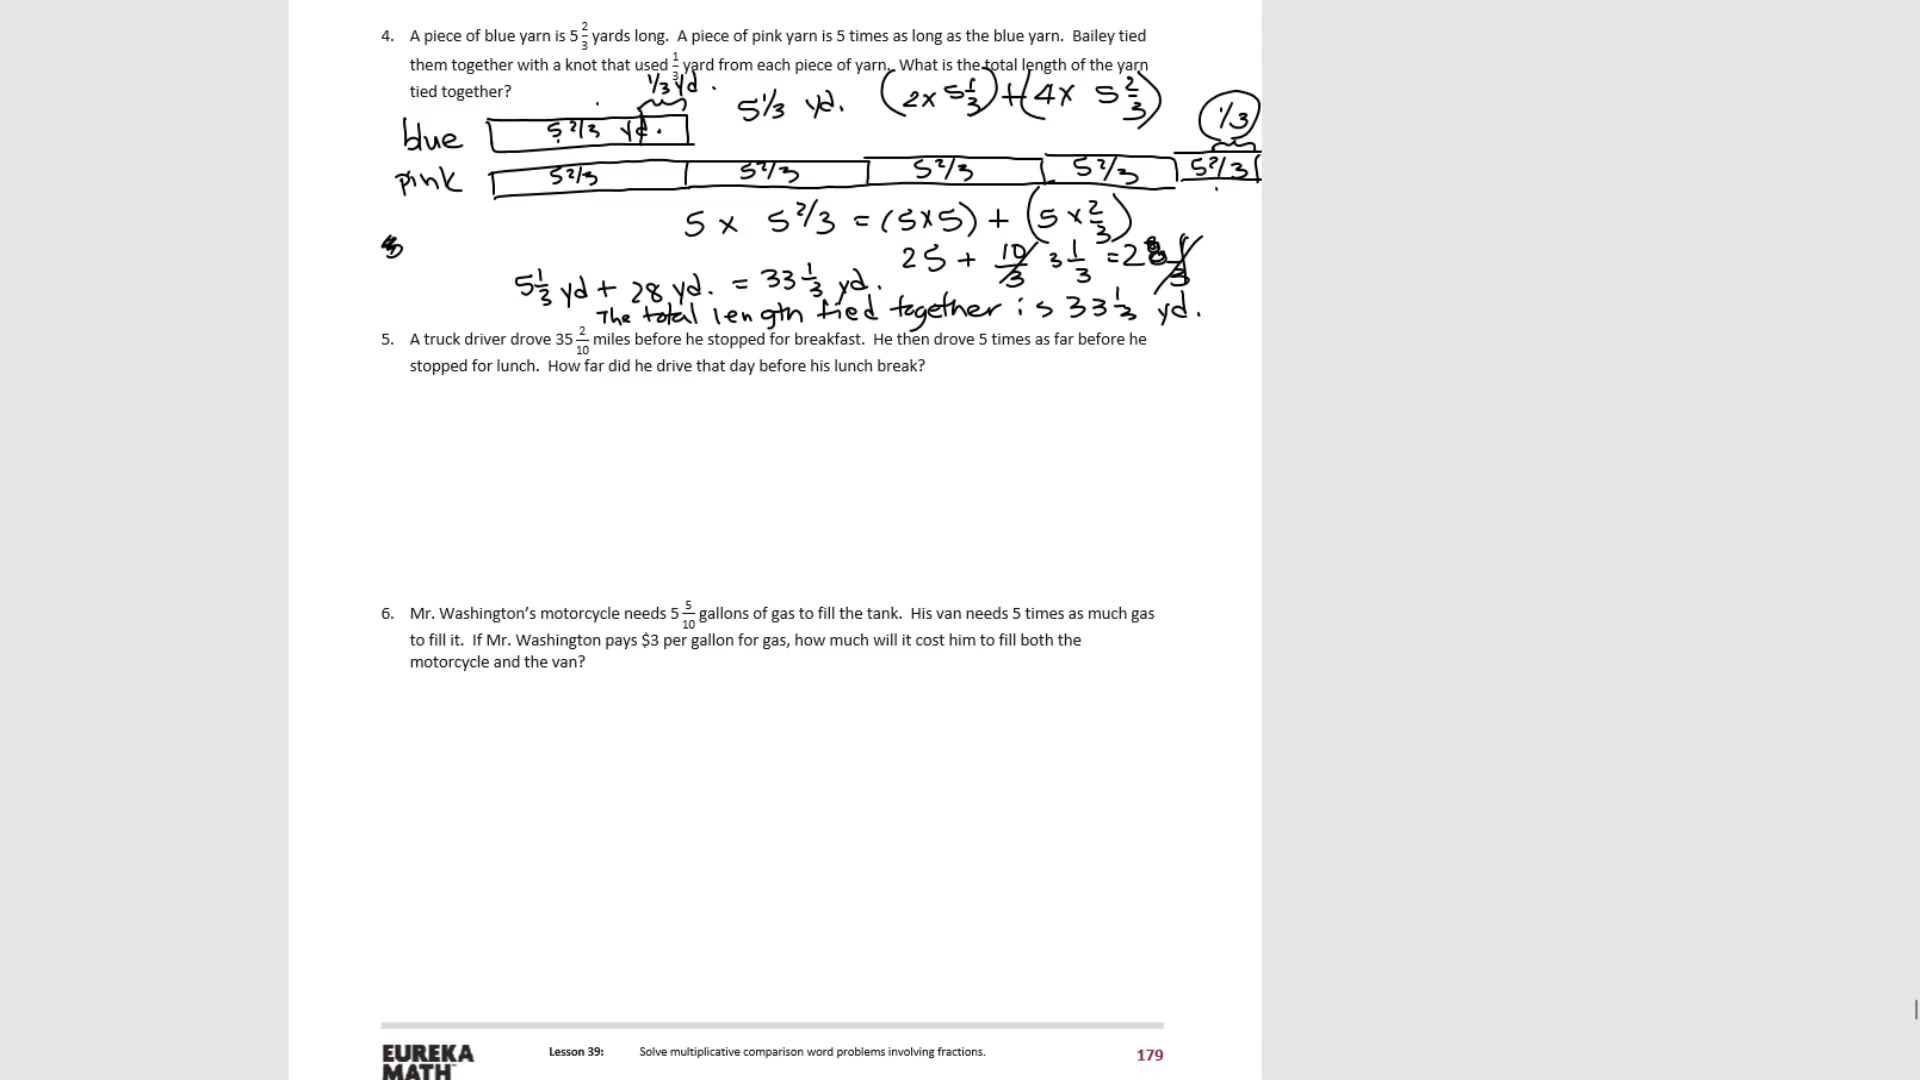 4. A piece of blue yarn is 5 2/3 yards long. A piece of pink yarn is 5 times as long as the blue yarn. Bailey tied
them together with a knot that used 1/3 yard from each piece of yarn. What is the total length of the yarn
tied together?
1/3 yd.
5 1/3 yd. (2 x 5 1/3) + (4 x 5 2/3)
1/3
blue 5 2/3 yd.
pink 5 2/3 5 2/3 5 2/3 5 2/3 5 2/3
5 x 5 2/3 = (5x5) + (5 x 2/3)
25 + 10/3 3 1/3 = 28 1/3
5 1/3 yd + 28 yd. = 33 1/3 yd.
The total length tied together is 33 1/3 yd.
5. A truck driver drove 35 2/10 miles before he stopped for breakfast. He then drove 5 times as far before he
stopped for lunch. How far did he drive that day before his lunch break?
6. Mr. Washington’s motorcycle needs 5 5/10 gallons of gas to fill the tank. His van needs 5 times as much gas
to fill it. If Mr. Washington pays $3 per gallon for gas, how much will it cost him to fill both the
motorcycle and the van?
EUREKA
MATH
Lesson 39: Solve multiplicative comparison word problems involving fractions. 179